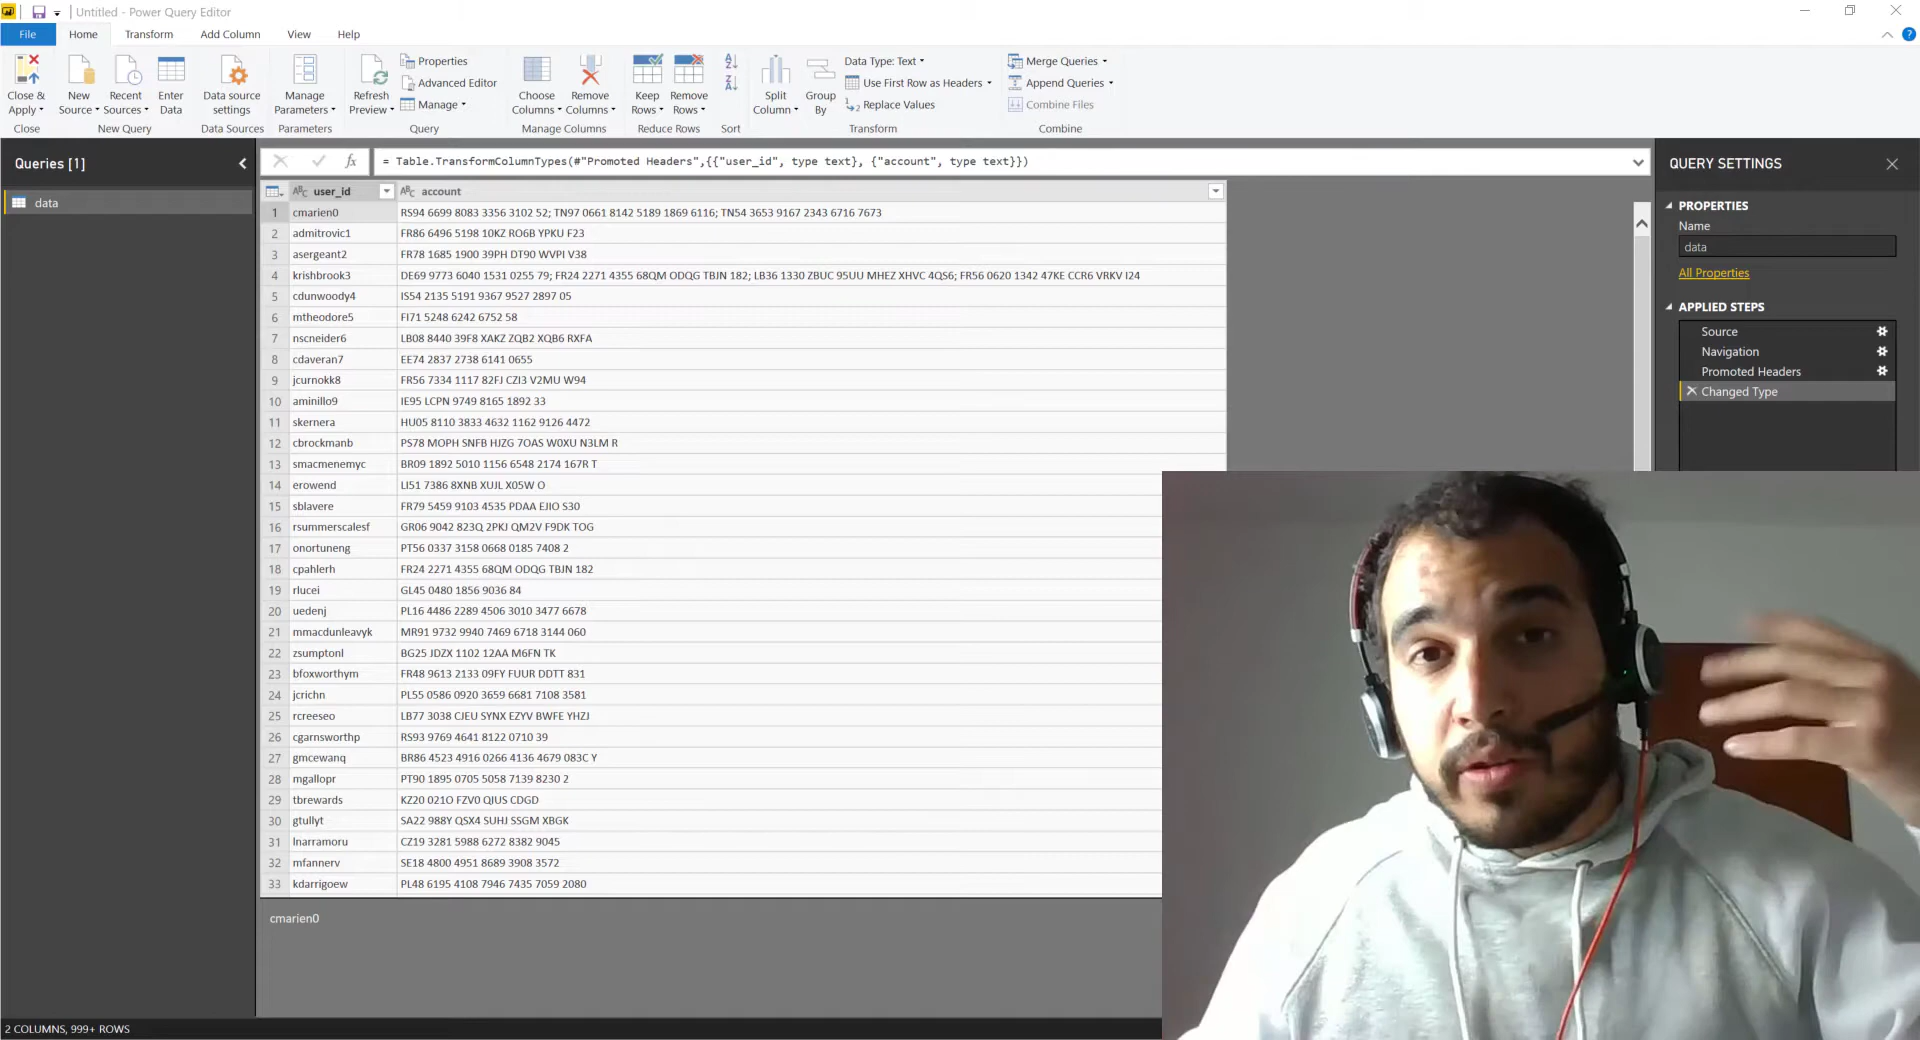 Untitled - Power Query Editor
File Home Transform Add Column View Help
Close & Apply
New Source
Recent Sources
Enter Data
Data source settings
Manage Parameters
Refresh Preview
Properties
Advanced Editor
Manage
Choose Columns
Remove Columns
Keep Rows
Remove Rows
Split Column
Group By
Data Type: Text
Use First Row as Headers
Replace Values
Merge Queries
Append Queries
Combine Files
Close New Query Data Sources Parameters Query Manage Columns Reduce Rows Sort Transform Combine
Queries [1]
data
fx = Table.TransformColumnTypes(#"Promoted Headers",{{"user_id", type text}, {"account", type text}})
user_id account
1 cmarien0 RS94 6699 8083 3356 3102 52; TN97 0661 8142 5189 1869 6116; TN54 3653 9167 2343 6716 7673
2 admitrovic1 FR86 6496 5198 10KZ RO6B YPKU F23
3 asergeant2 FR78 1685 1900 39PH DT90 WVPI V38
4 krishbrook3 DE69 9773 6040 1531 0255 79; FR24 2271 4355 68QM ODQG TBJN 182; LB36 1330 ZBUC 95UU MHEZ XHVC 4QS6; FR56 0620 1342 47KE CCR6 VRKV I24
5 cdunwoody4 IS54 2135 5191 9367 9527 2897 05
6 mtheodore5 FI71 5248 6242 6752 58
7 nscneider6 LB08 8440 39F8 XAKZ ZQB2 XQB6 RXFA
8 cdaveran7 EE74 2837 2738 6141 0655
9 jcurnokk8 FR56 7334 1117 82FJ CZI3 V2MU W94
10 aminillo9 IE95 LCPN 9749 8165 1892 33
11 skernera HU05 8110 3833 4632 1162 9126 4472
12 cbrockmanb PS78 MOPH SNFB HJZG 7OAS W0XU N3LM R
13 smacmenemyc BR09 1892 5010 1156 6548 2174 167R T
14 erowend LI51 7386 8XNB XUJL X05W O
15 sblavere FR79 5459 9103 4535 PDAA EJIO S30
16 rsummerscalesf GR06 9042 823Q 2PKJ QM2V F9DK TOG
17 onortuneng PT56 0337 3158 0668 0185 7408 2
18 cpahlerh FR24 2271 4355 68QM ODQG TBJN 182
19 rlucei GL45 0480 1856 9036 84
20 uedenj PL16 4486 2289 4506 3010 3477 6678
21 mmacdunleavyk MR91 9732 9940 7469 6718 3144 060
22 zsumptonl BG25 JDZX 1102 12AA M6FN TK
23 bfoxworthym FR48 9613 2133 09FY FUUR DDTT 831
24 jcrichn PL55 0586 0920 3659 6681 7108 3581
25 rcreeseo LB77 3038 CJEU SYNX EZYV BWFE YHZJ
26 cgarnsworthp RS93 9769 4641 8122 0710 39
27 gmcewanq BR86 4523 4916 0266 4136 4679 083C Y
28 mgallopr PT90 1895 0705 5058 7139 8230 2
29 tbrewards KZ20 021O FZV0 QIUS CDGD
30 gtullyt SA22 988Y QSX4 SUHJ SSGM XBGK
31 lnarramoru CZ19 3281 5988 6272 8382 9045
32 mfannerv SE18 4800 4951 8689 3908 3572
33 kdarrigoew PL48 6195 4108 7946 7435 7059 2080
cmarien0
2 COLUMNS, 999+ ROWS
QUERY SETTINGS
PROPERTIES
Name
data
All Properties
APPLIED STEPS
Source
Navigation
Promoted Headers
Changed Type